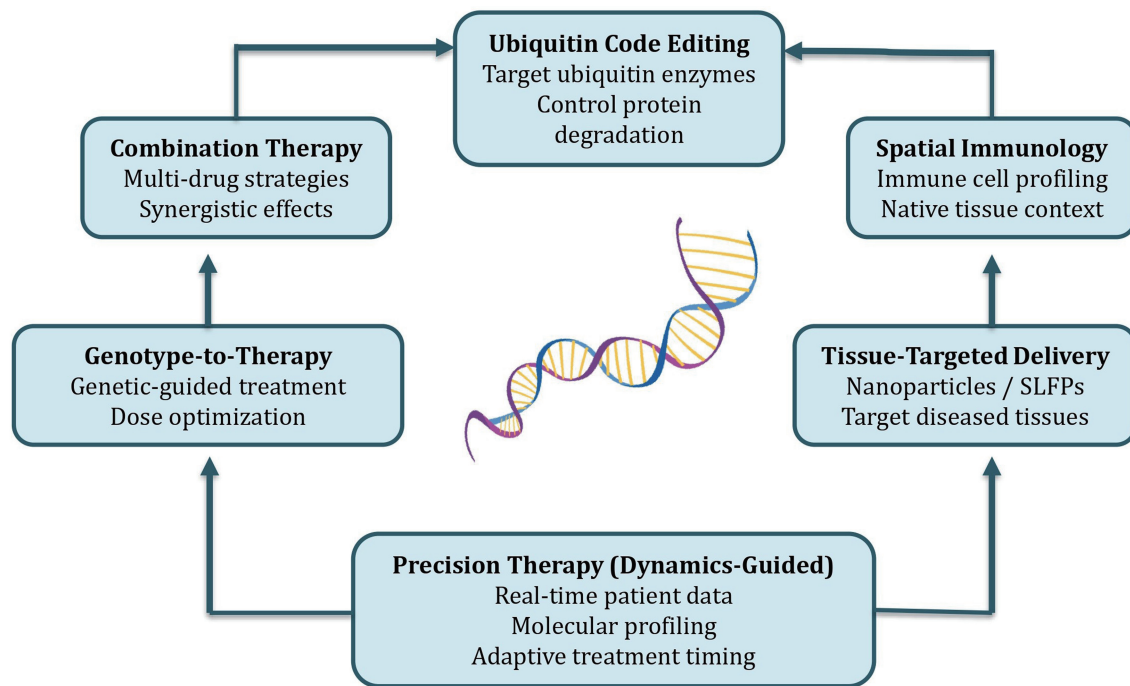 Ubiquitin Code Editing
Target ubiquitin enzymes
Control protein
degradation
Combination Therapy
Multi-drug strategies
Synergistic effects
Spatial Immunology
Immune cell profiling
Native tissue context
Genotype-to-Therapy
Genetic-guided treatment
Dose optimization
Tissue-Targeted Delivery
Nanoparticles / SLFPs
Target diseased tissues
Precision Therapy (Dynamics-Guided)
Real-time patient data
Molecular profiling
Adaptive treatment timing